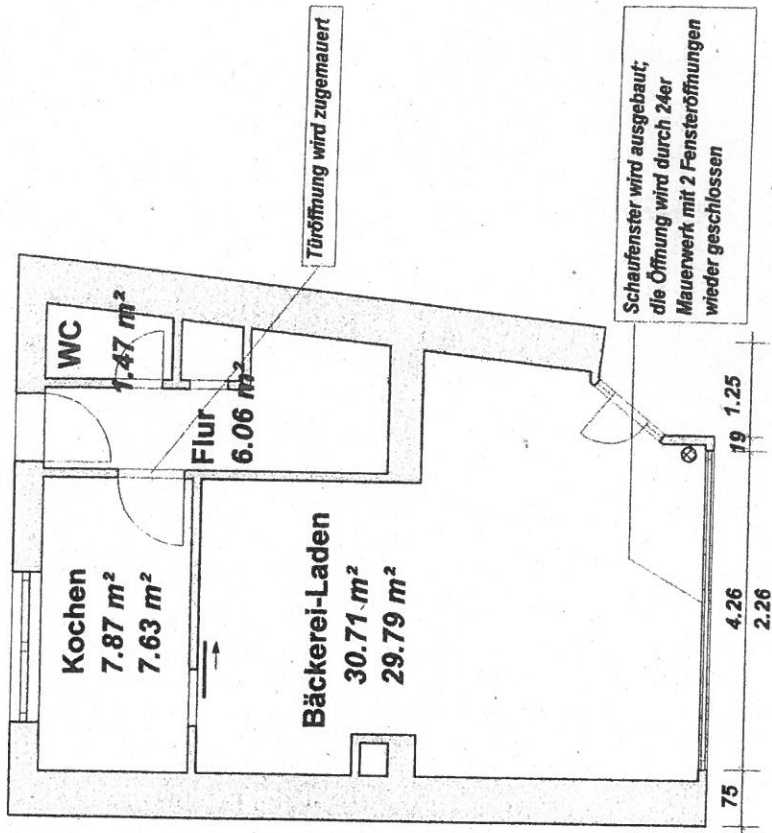 Türöffnung wird zugemauert
WC
1.47 m²
Flur
6.06 m²
Kochen
7.87 m²
7.63 m²
Bäckerei-Laden
30.71 m²
29.79 m²
Schaufenster wird ausgebaut;
die Öffnung wird durch 24er
Mauerwerk mit 2 Fensteröffnungen
wieder geschlossen
75
4.26
19
1.25
2.26